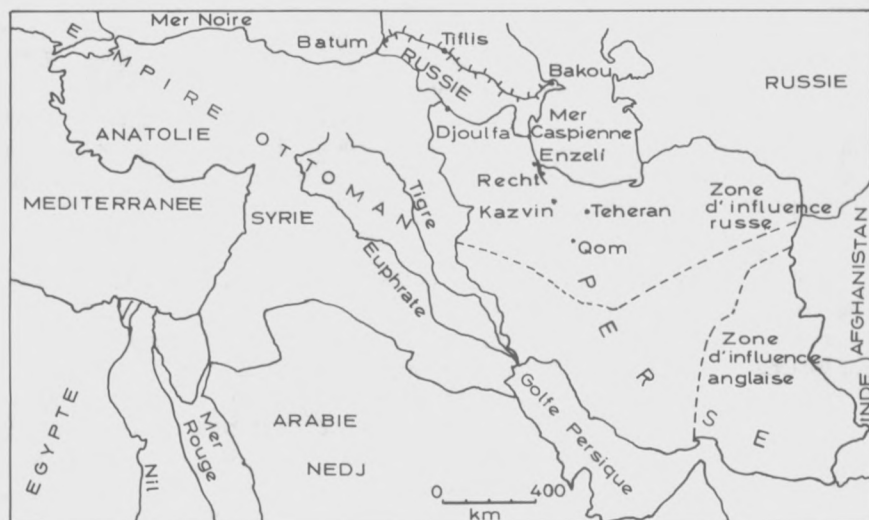 Mer Noire
Batum
Tiflis
Bakou
RUSSIE
RUSSIE
EMPIRE OTTOMAN
ANATOLIE
Djoulfa
Mer
Caspienne
Enzelí
Recht
Kazvin
Teheran
Qom
Zone
d'influence
russe
MEDITERRANEE
SYRIE
Tigre
Euphrate
PERSE
AFGHANISTAN
Zone
d'influence
anglaise
INDE
EGYPTE
Nil
Mer
Rouge
ARABIE
NEDJ
Golfe Persique
0 400
km